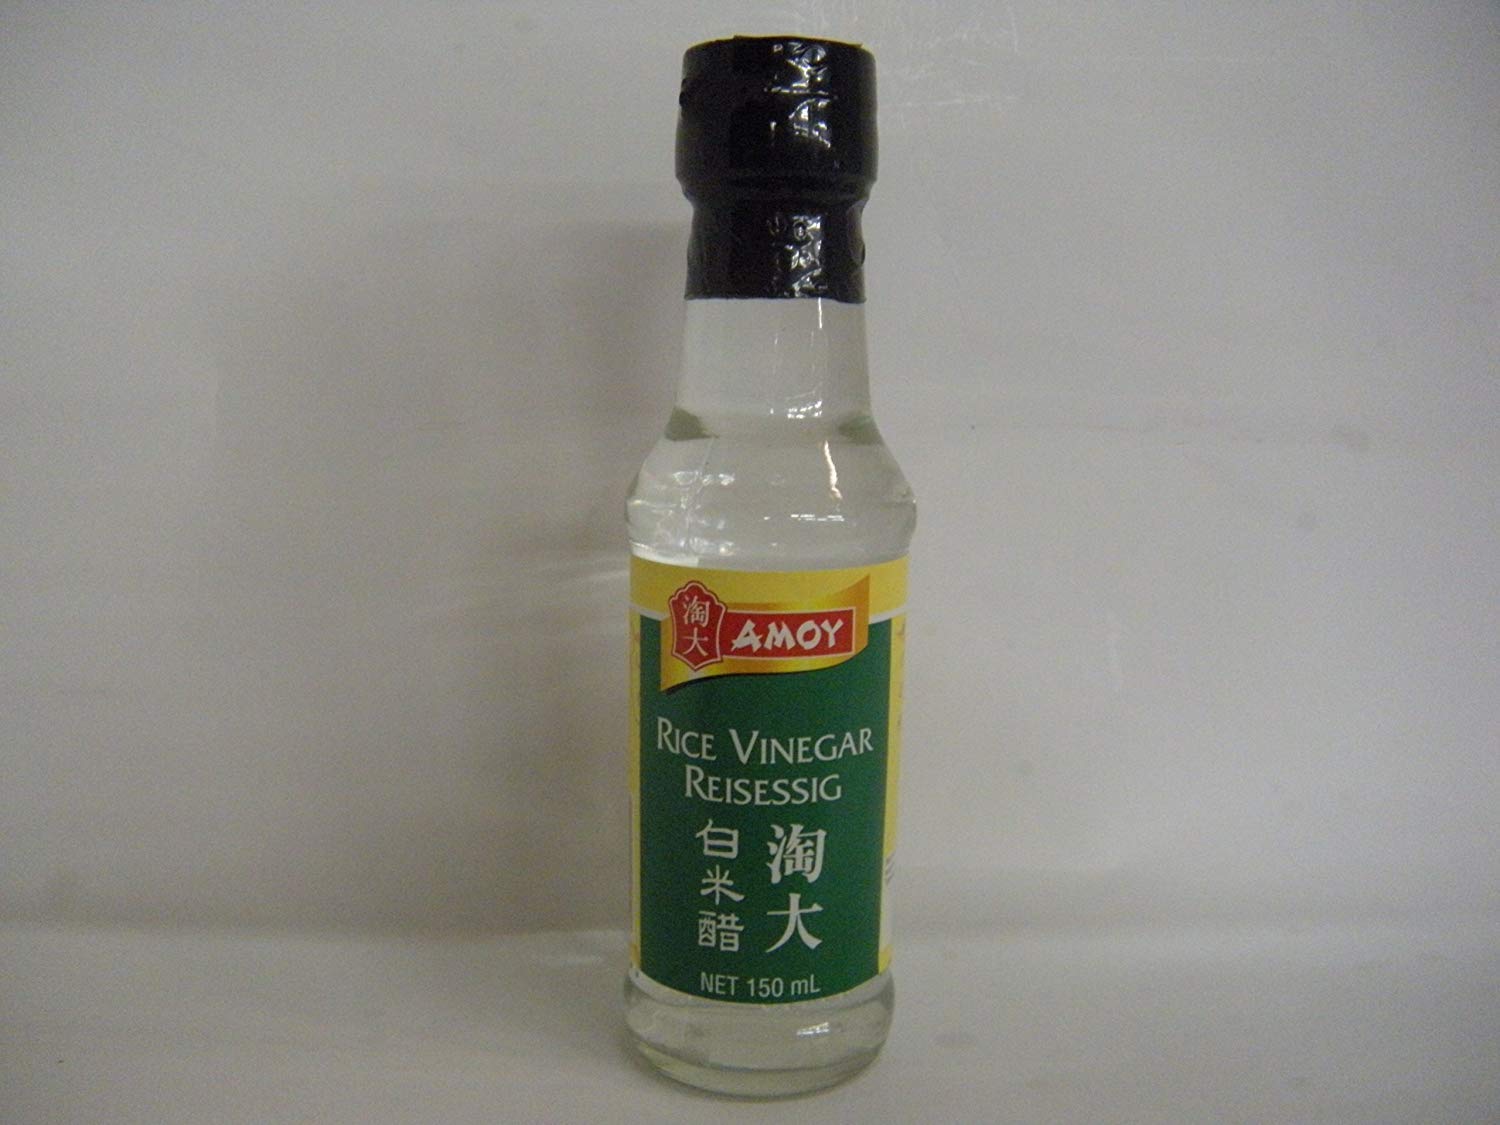 淘大
AMOY
RICE VINEGAR
REISESSIG
淘大
白米醋
NET 150 mL